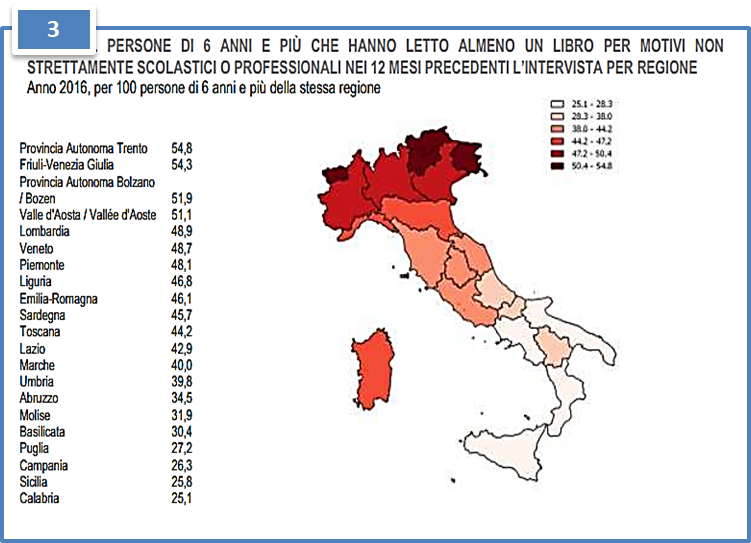 3
PERSONE DI 6 ANNI E PIÙ CHE HANNO LETTO ALMENO UN LIBRO PER MOTIVI NON
STRETTAMENTE SCOLASTICI O PROFESSIONALI NEI 12 MESI PRECEDENTI L'INTERVISTA PER REGIONE
Anno 2016, per 100 persone di 6 anni e più della stessa regione
25.1 - 28.3
28.3 - 38.0
38.0 - 44.2
44.2 - 47.2
47.2 - 50.4
50.4 - 54.8
Provincia Autonoma Trento 54,8
Friuli-Venezia Giulia 54,3
Provincia Autonoma Bolzano
/ Bozen 51,9
Valle d'Aosta / Vallée d'Aoste 51,1
Lombardia 48,9
Veneto 48,7
Piemonte 48,1
Liguria 46,8
Emilia-Romagna 46,1
Sardegna 45,7
Toscana 44,2
Lazio 42,9
Marche 40,0
Umbria 39,8
Abruzzo 34,5
Molise 31,9
Basilicata 30,4
Puglia 27,2
Campania 26,3
Sicilia 25,8
Calabria 25,1